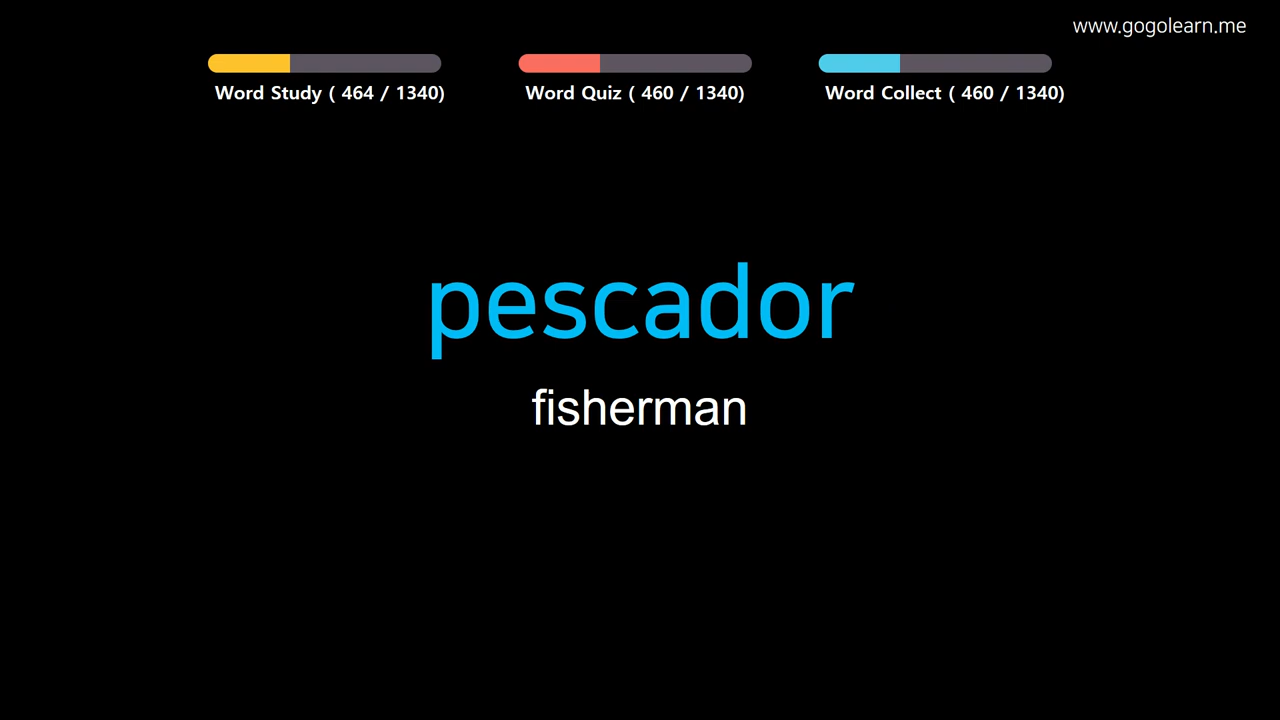 www.gogolearn.me
Word Study ( 464 / 1340)
Word Quiz ( 460 / 1340)
Word Collect ( 460 / 1340)
pescador
fisherman